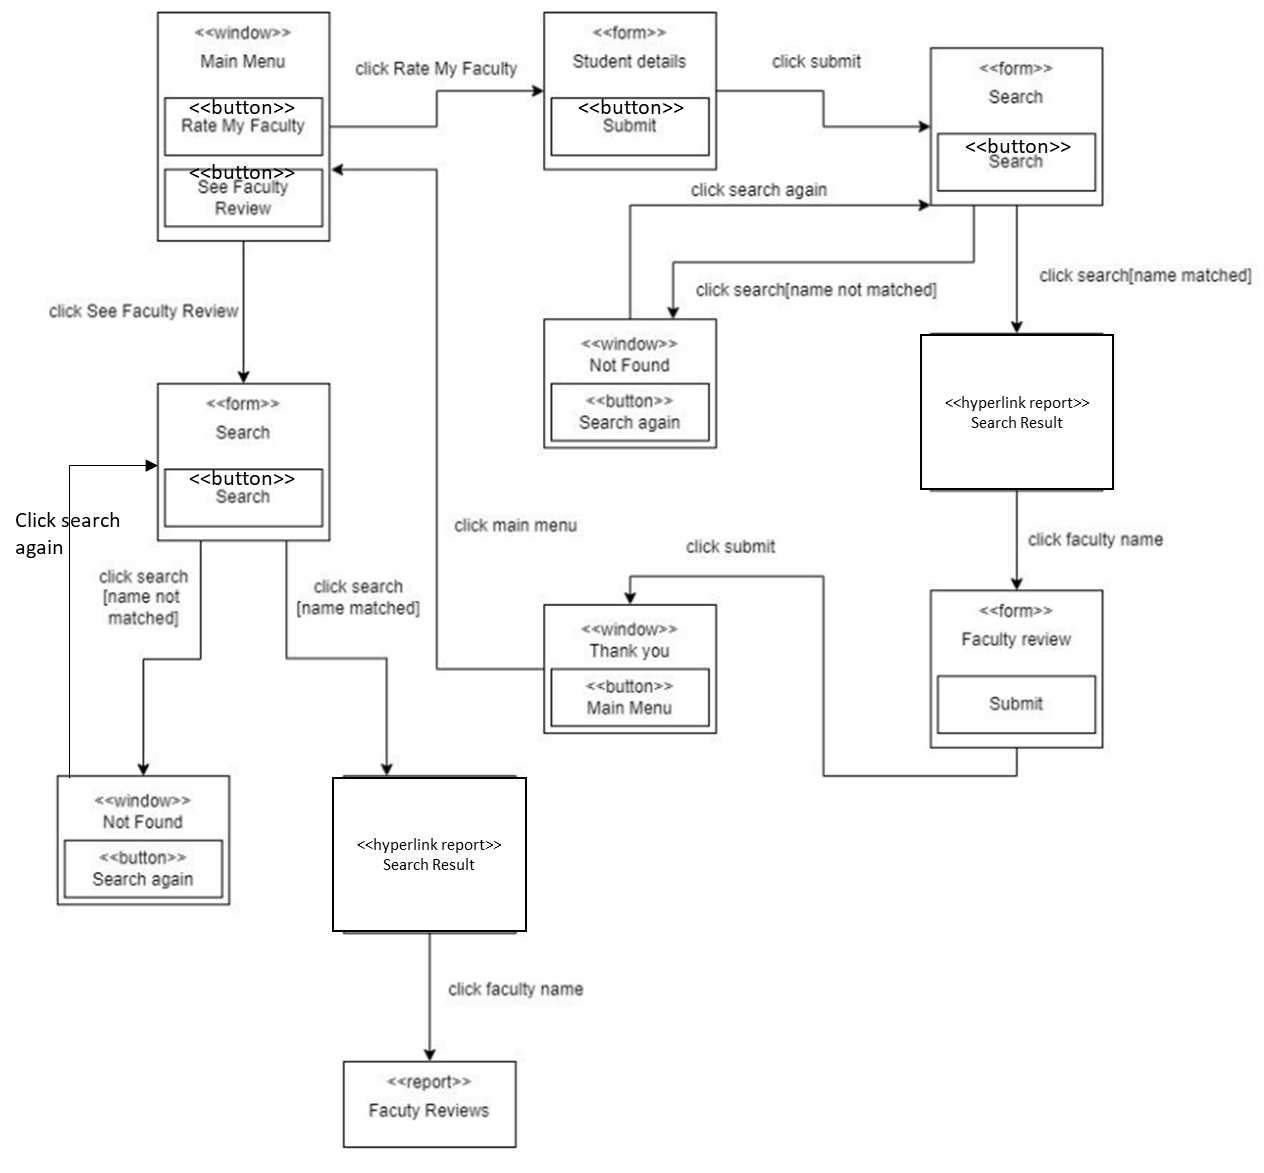 <<window>>
Main Menu
<<button>>
Rate My Faculty
<<button>>
See Faculty
Review
click Rate My Faculty
<<form>>
Student details
<<button>>
Submit
click submit
<<form>>
Search
<<button>>
Search
click search again
click search[name not matched]
click search[name matched]
<<window>>
Not Found
<<button>>
Search again
<<hyperlink report>>
Search Result
click faculty name
<<form>>
Faculty review
Submit
click submit
<<window>>
Thank you
<<button>>
Main Menu
click main menu
click See Faculty Review
<<form>>
Search
<<button>>
Search
Click search
again
click search
[name not
matched]
click search
[name matched]
<<window>>
Not Found
<<button>>
Search again
<<hyperlink report>>
Search Result
click faculty name
<<report>>
Facuty Reviews